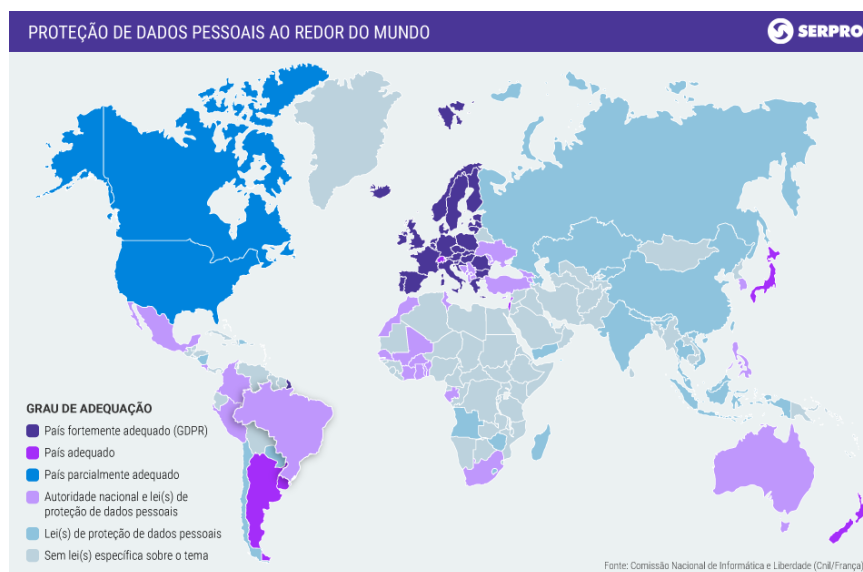 PROTEÇÃO DE DADOS PESSOAIS AO REDOR DO MUNDO
SERPRO
GRAU DE ADEQUAÇÃO
País fortemente adequado (GDPR)
País adequado
País parcialmente adequado
Autoridade nacional e lei(s) de
proteção de dados pessoais
Lei(s) de proteção de dados pessoais
Sem lei(s) específica sobre o tema
Fonte: Comissão Nacional de Informática e Liberdade (Cnil/França)